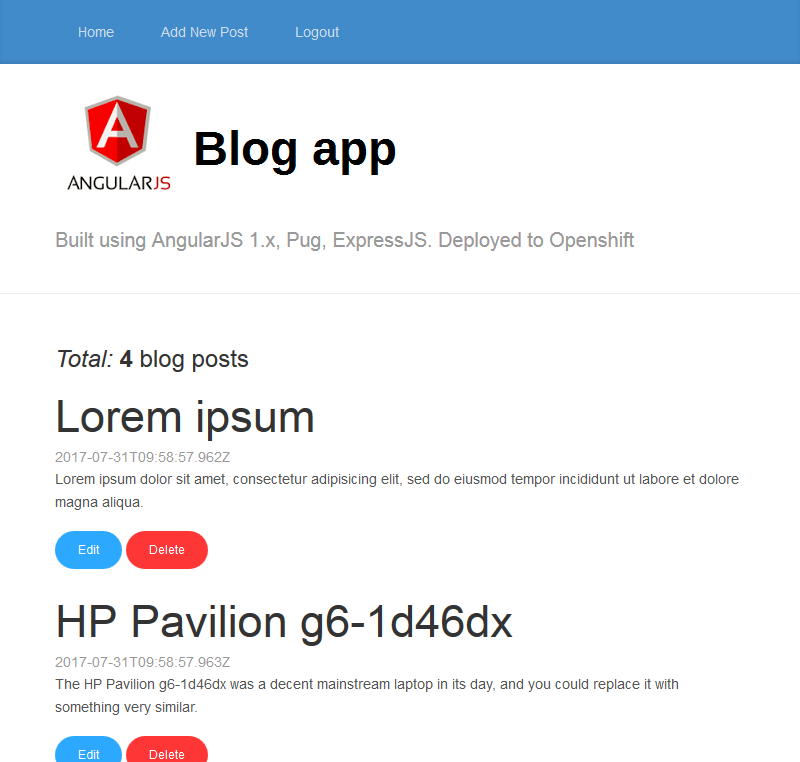 Home Add New Post Logout
A
ANGULARJS
Blog app
Built using AngularJS 1.x, Pug, ExpressJS. Deployed to Openshift
Total: 4 blog posts
Lorem ipsum
2017-07-31T09:58:57.962Z
Lorem ipsum dolor sit amet, consectetur adipisicing elit, sed do eiusmod tempor incididunt ut labore et dolore
magna aliqua.
Edit Delete
HP Pavilion g6-1d46dx
2017-07-31T09:58:57.963Z
The HP Pavilion g6-1d46dx was a decent mainstream laptop in its day, and you could replace it with
something very similar.
Edit Delete